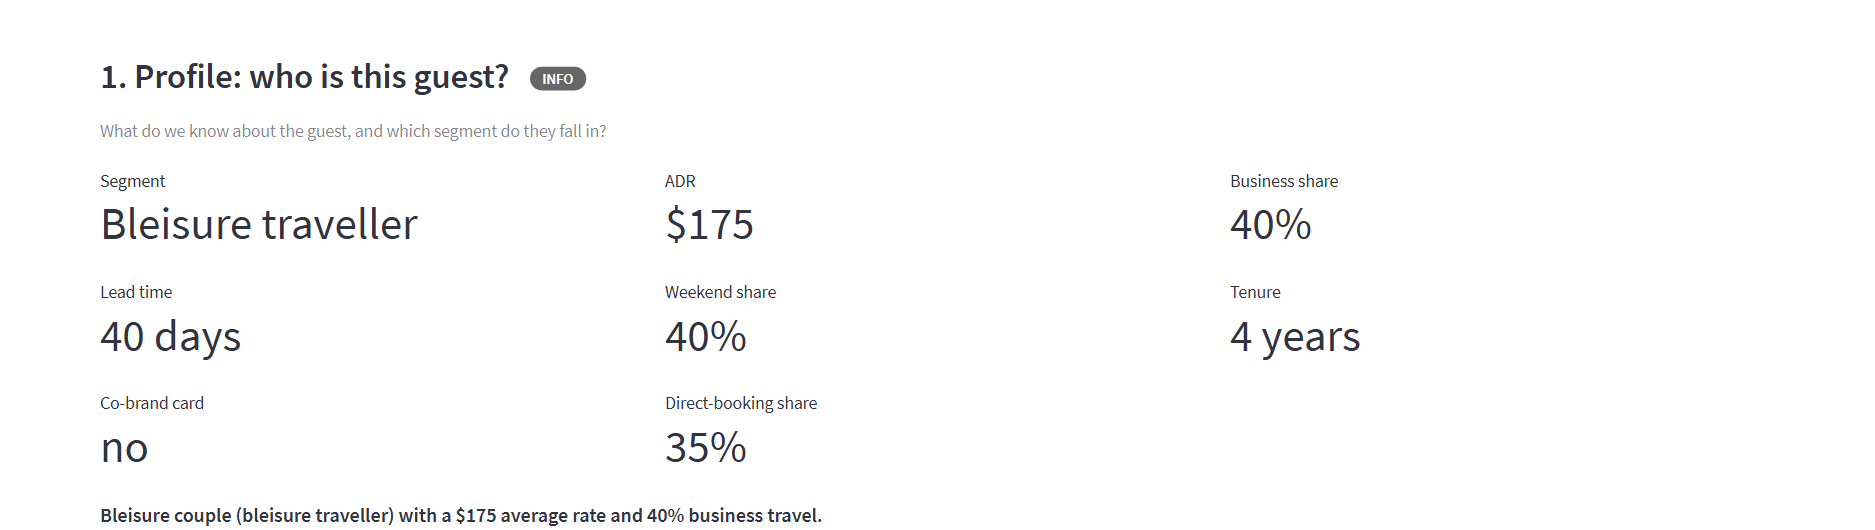 1. Profile: who is this guest? INFO
What do we know about the guest, and which segment do they fall in?
Segment ADR Business share
Bleisure traveller $175 40%
Lead time Weekend share Tenure
40 days 40% 4 years
Co-brand card Direct-booking share
no 35%
Bleisure couple (bleisure traveller) with a $175 average rate and 40% business travel.